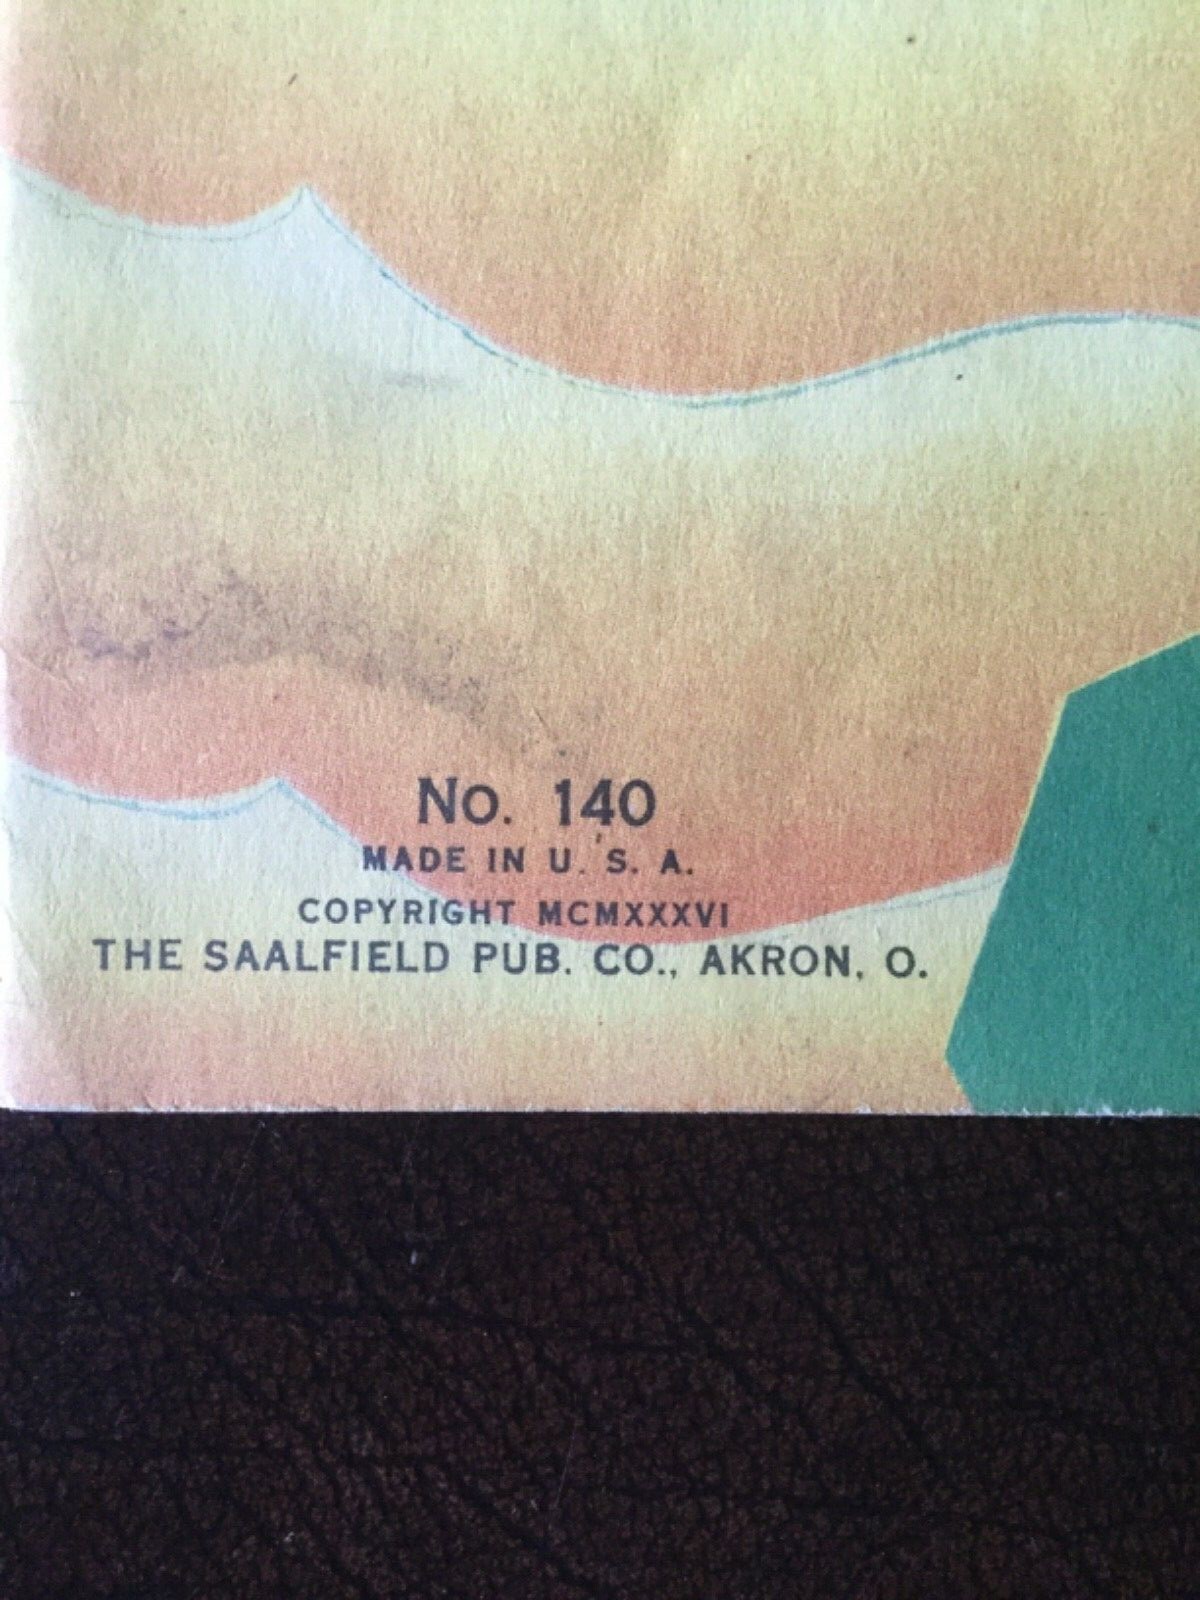 No. 140
MADE IN U. S. A.
COPYRIGHT MCMXXXVI
THE SAALFIELD PUB. CO., AKRON, O.